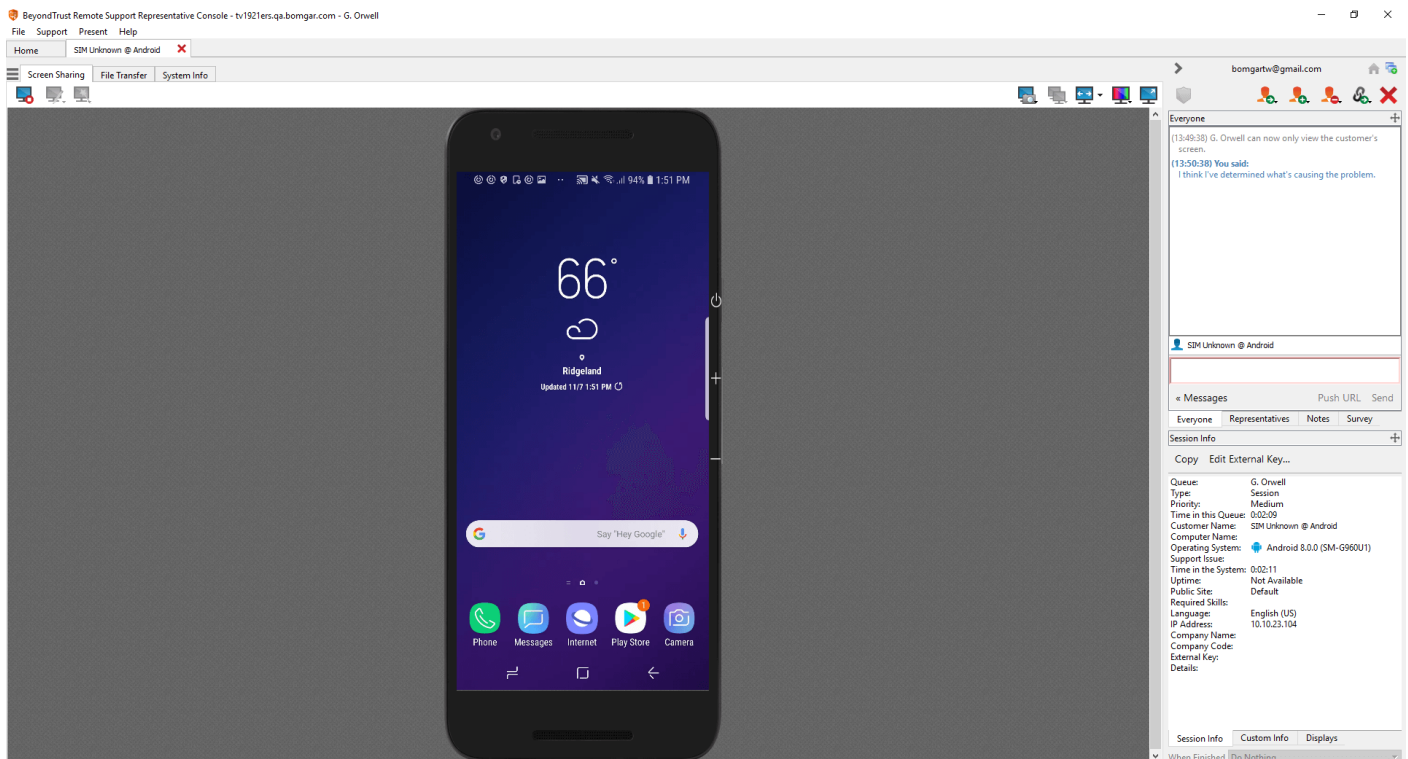 BeyondTrust Remote Support Representative Console - tv1921ers.qa.bomgar.com - G. Orwell
File Support Present Help
Home SIM Unknown @ Android
Screen Sharing File Transfer System Info
bomgartw@gmail.com
Everyone
(13:49:38) G. Orwell can now only view the customer's
screen.
(13:50:38) You said:
I think I've determined what's causing the problem.
94% 1:51 PM
66°
Ridgeland
Updated 11/7 1:51 PM
Say "Hey Google"
1
Phone Messages Internet Play Store Camera
SIM Unknown @ Android
« Messages Push URL Send
Everyone Representatives Notes Survey
Session Info
Copy Edit External Key...
Queue: G. Orwell
Type: Session
Priority: Medium
Time in this Queue: 0:02:09
Customer Name: SIM Unknown @ Android
Computer Name:
Operating System: Android 8.0.0 (SM-G960U1)
Support Issue:
Time in the System: 0:02:11
Uptime: Not Available
Public Site: Default
Required Skills:
Language: English (US)
IP Address: 10.10.23.104
Company Name:
Company Code:
External Key:
Details:
Session Info Custom Info Displays
When Finished Do Nothing